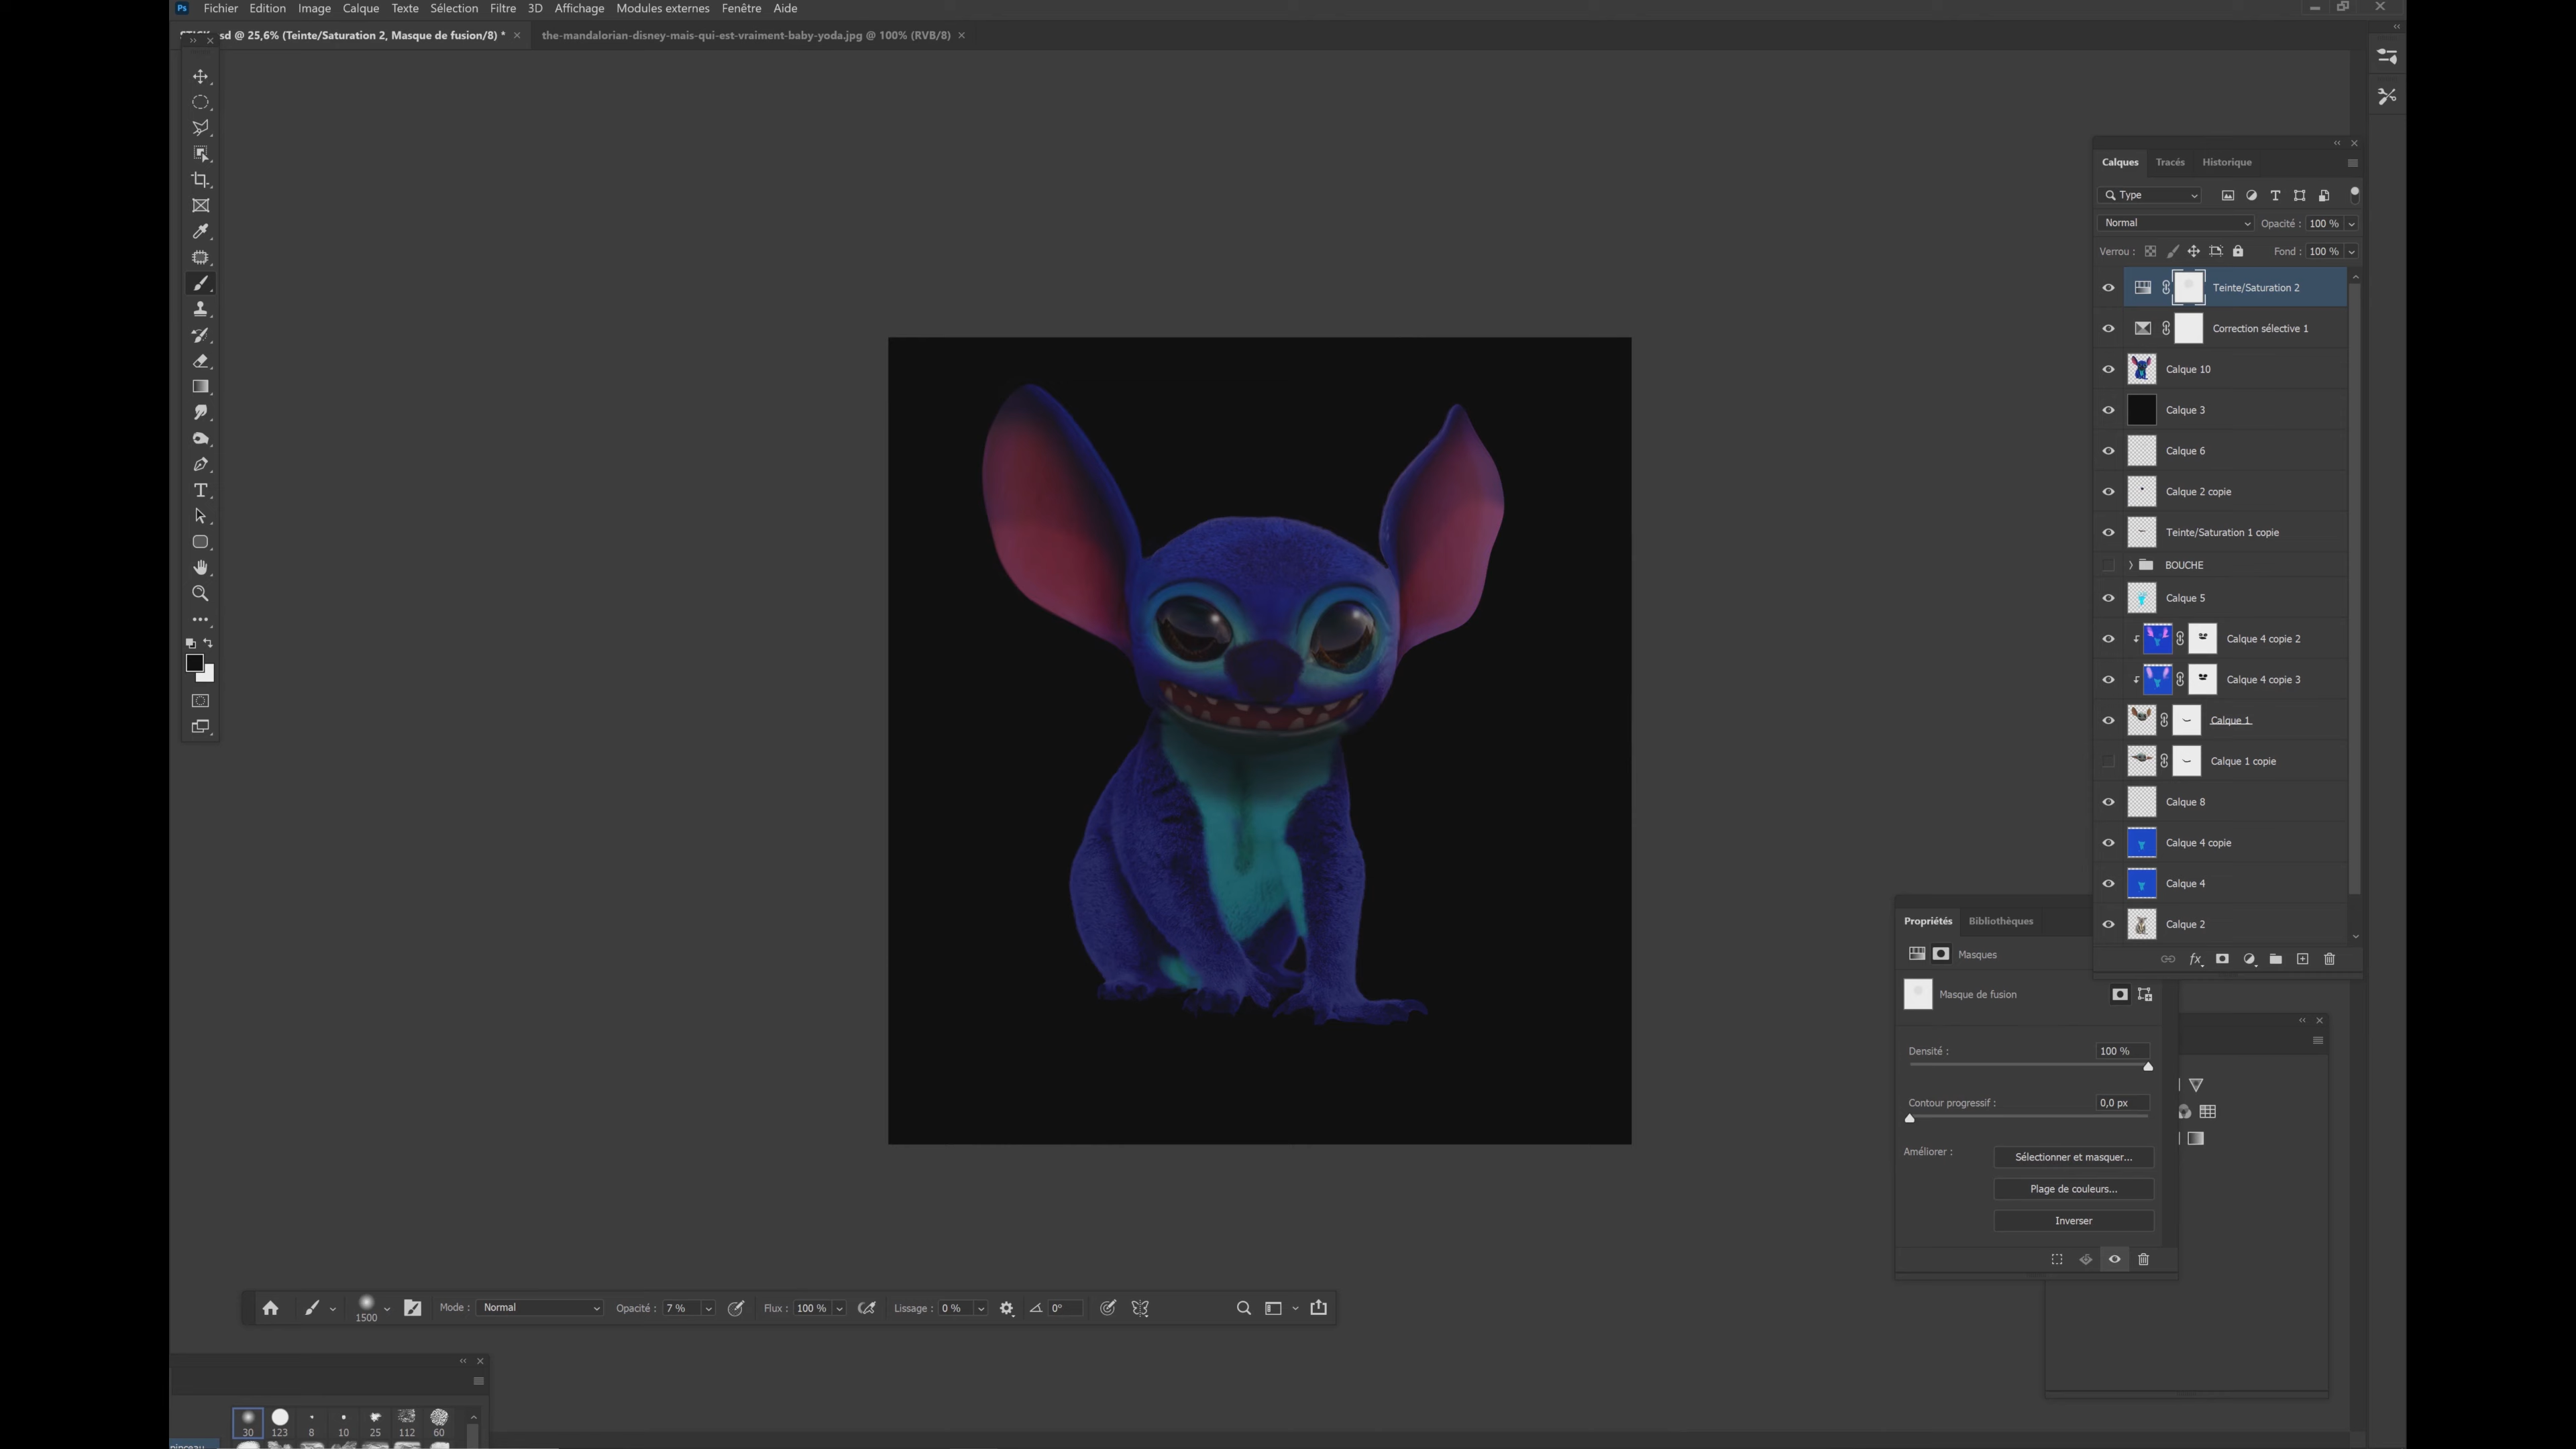 Ps
Fichier Edition Image Calque Texte Sélection Filtre 3D Affichage Modules externes Fenêtre Aide
sd @ 25,6% (Teinte/Saturation 2, Masque de fusion/8) *
the-mandalorian-disney-mais-qui-est-vraiment-baby-yoda.jpg @ 100% (RVB/8)
Calques Tracés Historique
Type
Normal Opacité : 100 %
Verrou : Fond : 100 %
Teinte/Saturation 2
Correction sélective 1
Calque 10
Calque 3
Calque 6
Calque 2 copie
Teinte/Saturation 1 copie
BOUCHE
Calque 5
Calque 4 copie 2
Calque 4 copie 3
Calque 1
Calque 1 copie
Calque 8
Calque 4 copie
Calque 4
Calque 2
fx
Propriétés Bibliothèques
Masques
Masque de fusion
Densité : 100 %
Contour progressif : 0,0 px
Améliorer : Sélectionner et masquer...
Plage de couleurs...
Inverser
1500 Mode : Normal Opacité : 7 % Flux : 100 % Lissage : 0 % 0°
30 123 8 10 25 112 60